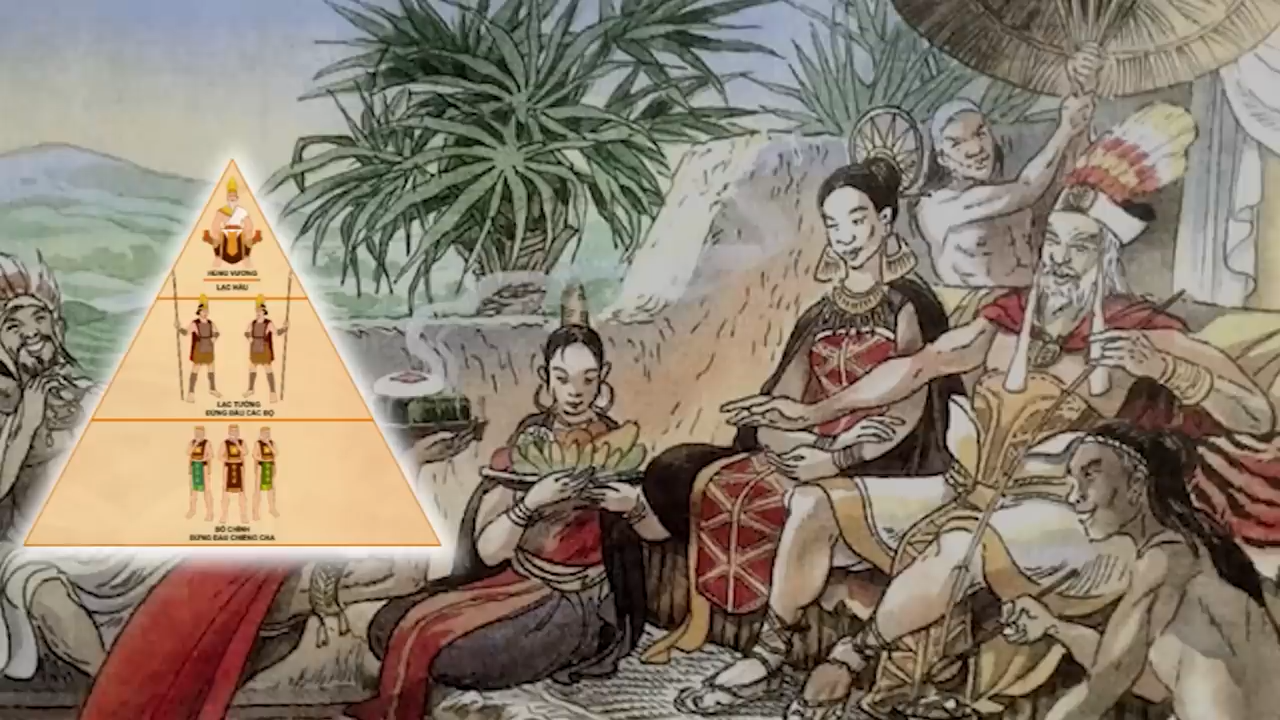 HÙNG VƯƠNG
LẠC HẦU
LẠC TƯỚNG
ĐỨNG ĐẦU CÁC BỘ
BỒ CHÍNH
ĐỨNG ĐẦU CHIỀNG CHẠ